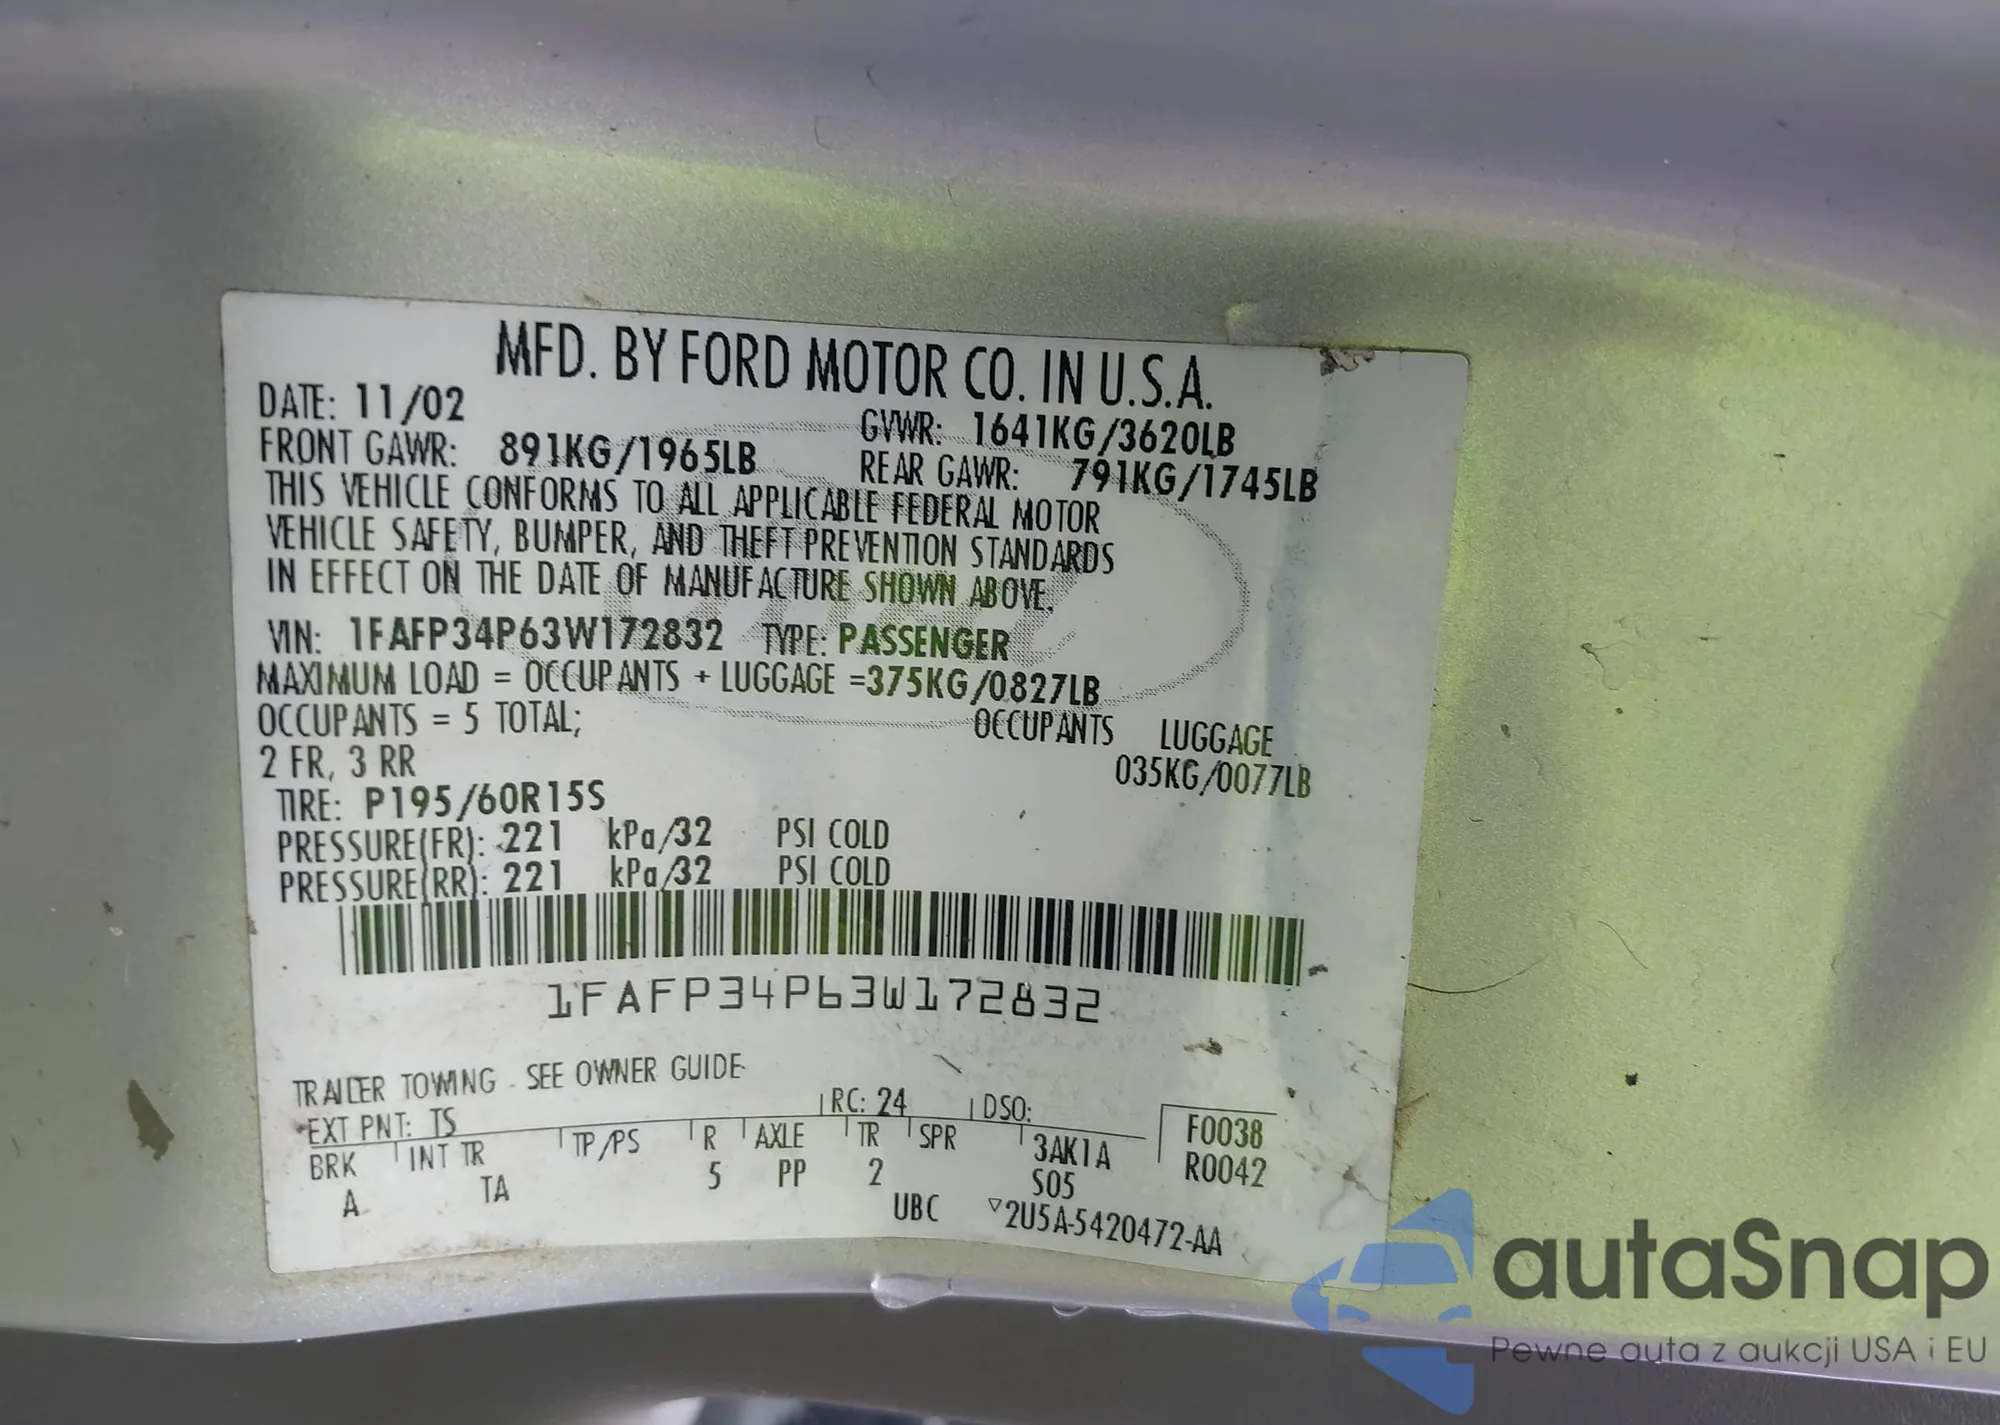 MFD. BY FORD MOTOR CO. IN U.S.A.
DATE: 11/02 GVWR: 1641KG/3620LB
FRONT GAWR: 891KG/1965LB REAR GAWR: 791KG/1745LB
THIS VEHICLE CONFORMS TO ALL APPLICABLE FEDERAL MOTOR
VEHICLE SAFETY, BUMPER, AND THEFT PREVENTION STANDARDS
IN EFFECT ON THE DATE OF MANUFACTURE SHOWN ABOVE.
VIN: 1FAFP34P63W172832 TYPE: PASSENGER
MAXIMUM LOAD = OCCUPANTS + LUGGAGE =375KG/0827LB
OCCUPANTS = 5 TOTAL; OCCUPANTS LUGGAGE
2 FR, 3 RR 035KG/0077LB
TIRE: P195/60R15S
PRESSURE(FR): 221 kPa/32 PSI COLD
PRESSURE(RR): 221 kPa/32 PSI COLD
1FAFP34P63W172832
TRAILER TOWING - SEE OWNER GUIDE
EXT PNT: TS RC: 24 DSO: F0038
BRK INT TR TP/PS R AXLE TR SPR 3AK1A R0042
A TA 5 PP 2 S05
UBC ▽2U5A-5420472-AA
autaSnap
Pewne auta z aukcji USA i EU